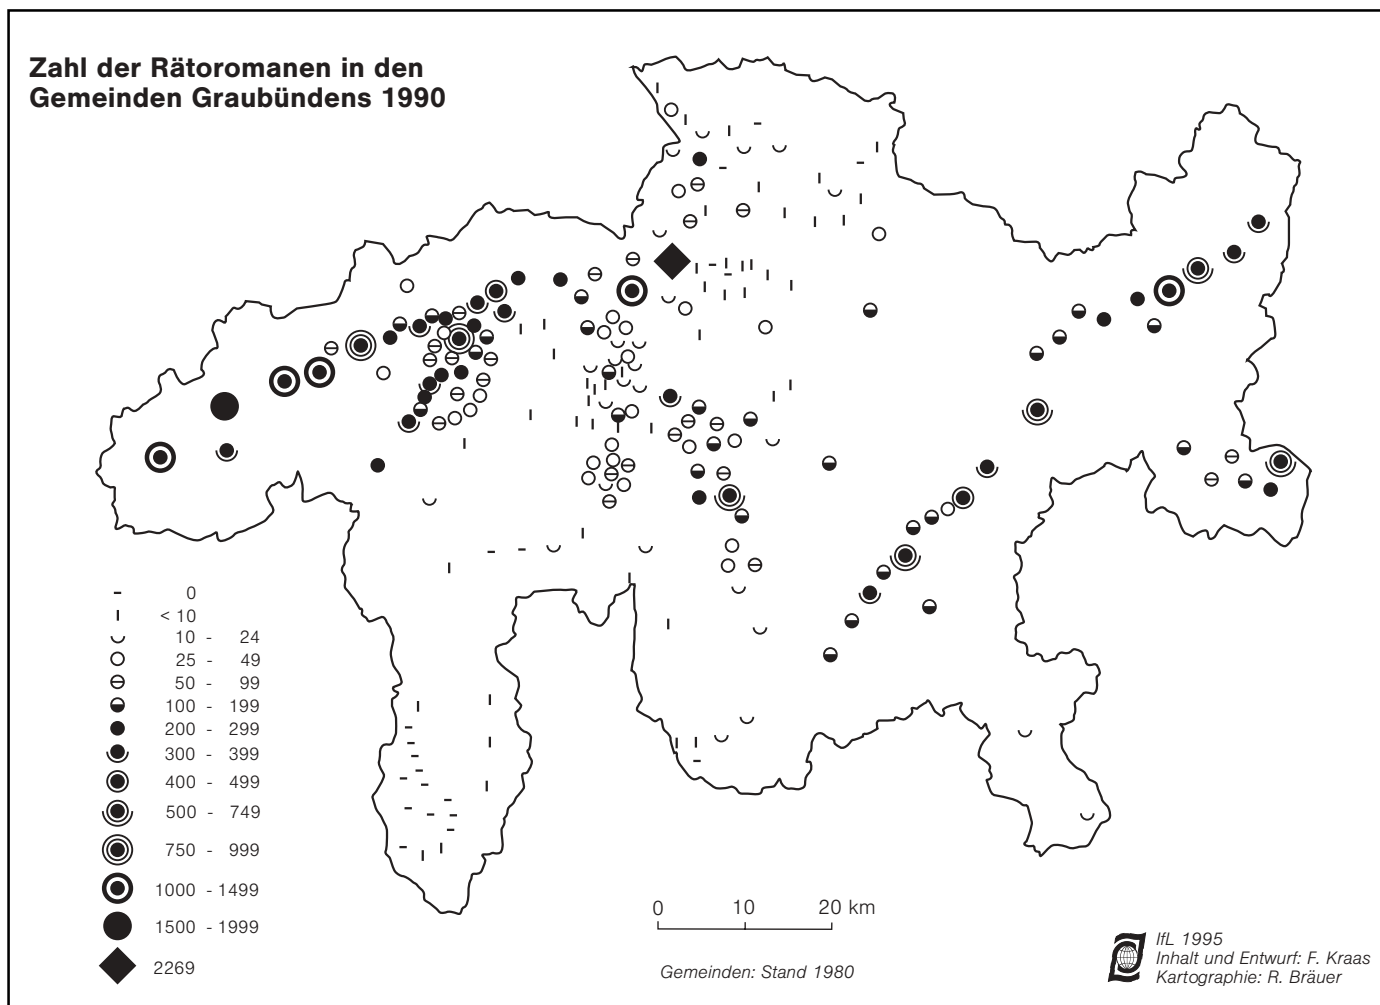 Zahl der Rätoromanen in den
Gemeinden Graubündens 1990
0
< 10
10 - 24
25 - 49
50 - 99
100 - 199
200 - 299
300 - 399
400 - 499
500 - 749
750 - 999
1000 - 1499
1500 - 1999
2269
0 10 20 km
Gemeinden: Stand 1980
IfL 1995
Inhalt und Entwurf: F. Kraas
Kartographie: R. Bräuer